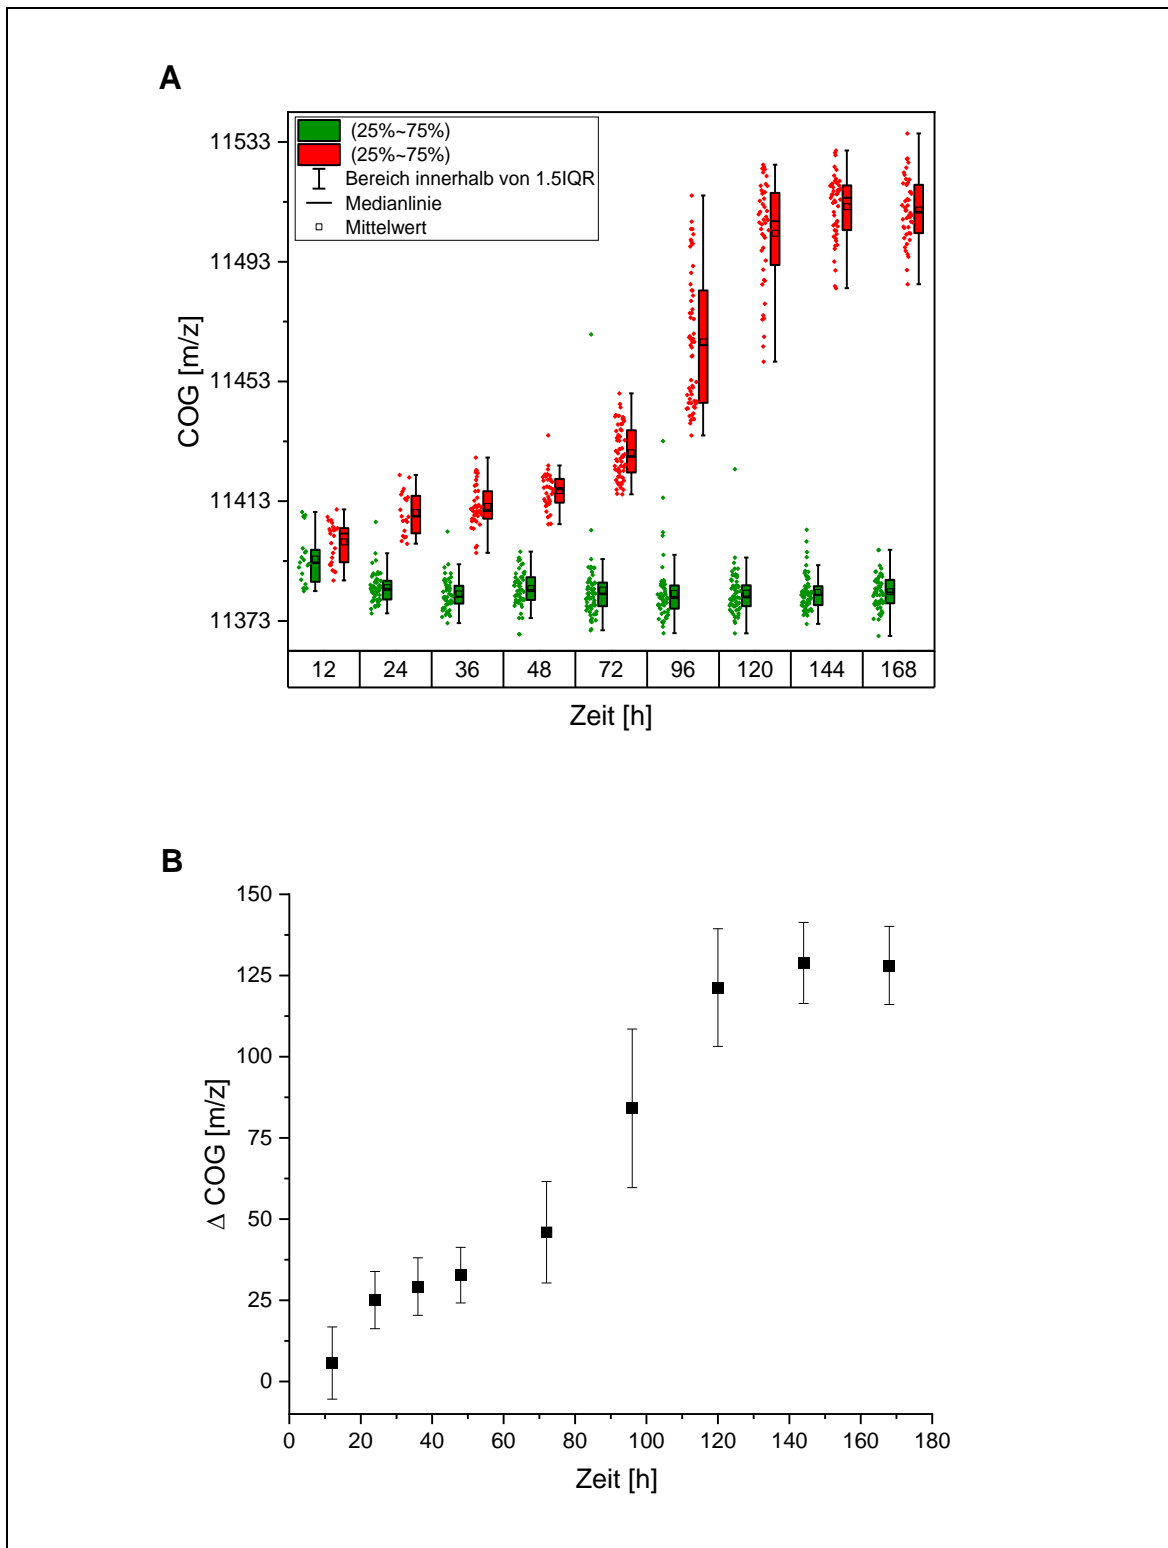 A
(25%~75%)
(25%~75%)
Bereich innerhalb von 1.5IQR
Medianlinie
Mittelwert
11533
11493
11453
11413
11373
COG [m/z]
12 24 36 48 72 96 120 144 168
Zeit [h]
B
150
125
100
75
50
25
0
Δ COG [m/z]
0 20 40 60 80 100 120 140 160 180
Zeit [h]